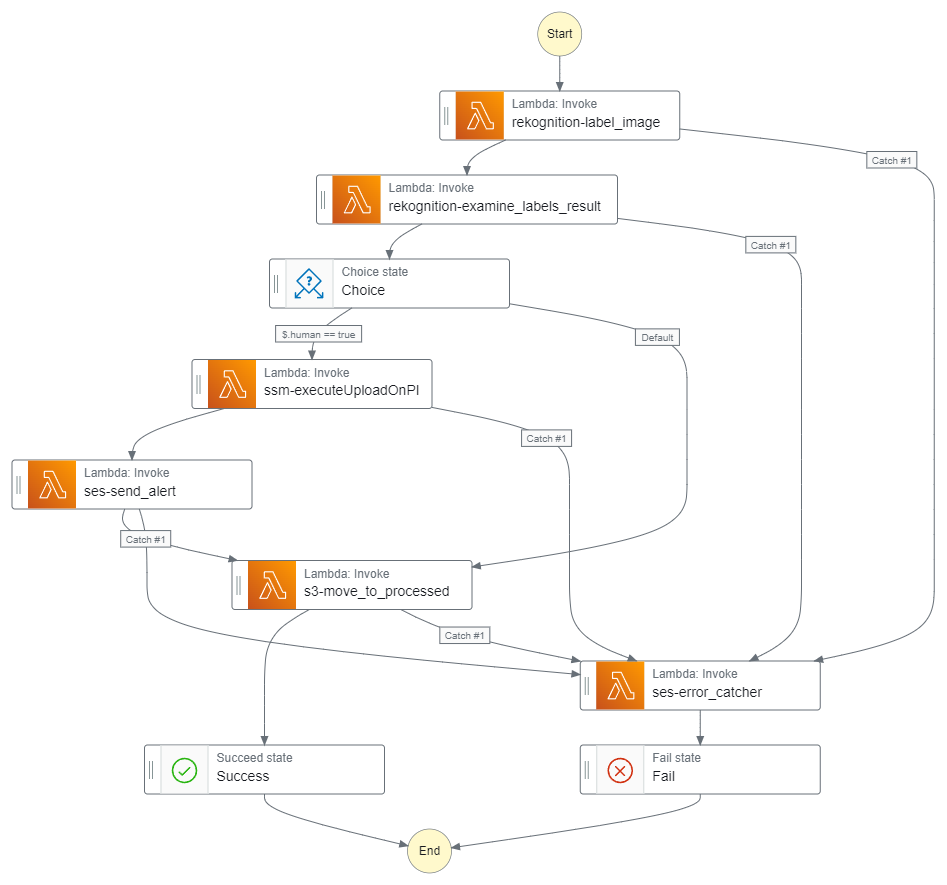 Start
Lambda: Invoke
rekognition-label_image
Catch #1
Lambda: Invoke
rekognition-examine_labels_result
Catch #1
Choice state
Choice
$.human == true
Default
Lambda: Invoke
ssm-executeUploadOnPI
Catch #1
Lambda: Invoke
ses-send_alert
Catch #1
Lambda: Invoke
s3-move_to_processed
Catch #1
Lambda: Invoke
ses-error_catcher
Succeed state
Success
Fail state
Fail
End